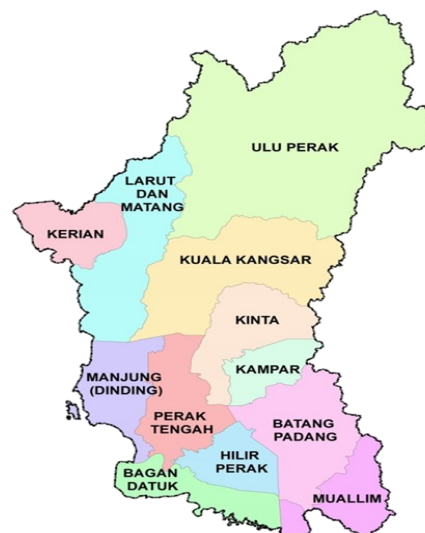 ULU PERAK
LARUT
DAN
MATANG
KERIAN
KUALA KANGSAR
KINTA
KAMPAR
MANJUNG
(DINDING)
PERAK
TENGAH
BATANG
PADANG
HILIR
PERAK
BAGAN
DATUK
MUALLIM